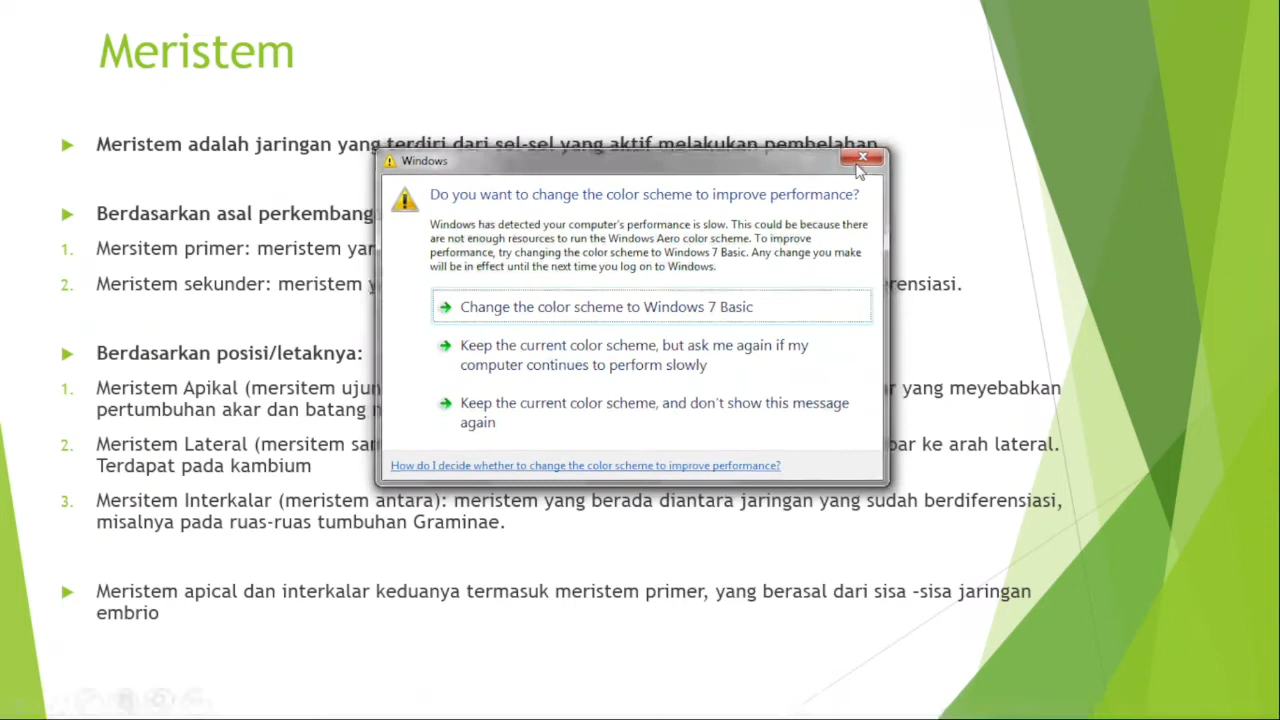 Meristem
Meristem adalah jaringan yang terdiri dari sel-sel yang aktif melakukan pembelahan
Windows
Do you want to change the color scheme to improve performance?
Windows has detected your computer's performance is slow. This could be because there
are not enough resources to run the Windows Aero color scheme. To improve
performance, try changing the color scheme to Windows 7 Basic. Any change you make
will be in effect until the next time you log on to Windows.
Change the color scheme to Windows 7 Basic
Keep the current color scheme, but ask me again if my
computer continues to perform slowly
Keep the current color scheme, and don't show this message
again
How do I decide whether to change the color scheme to improve performance?
Berdasarkan asal
1. Mersitem primer: meristem
2. Meristem sekunder: meristem
Berdasarkan posisi/letaknya:
1. Meristem Apikal (mersitem yang meyebabkan
pertumbuhan akar dan batang
2. Meristem Lateral (mersitem ke arah lateral.
Terdapat pada kambium
3. Mersitem Interkalar (meristem antara): meristem yang berada diantara jaringan yang sudah berdiferensiasi,
misalnya pada ruas-ruas tumbuhan Graminae.
Meristem apical dan interkalar keduanya termasuk meristem primer, yang berasal dari sisa –sisa jaringan
embrio